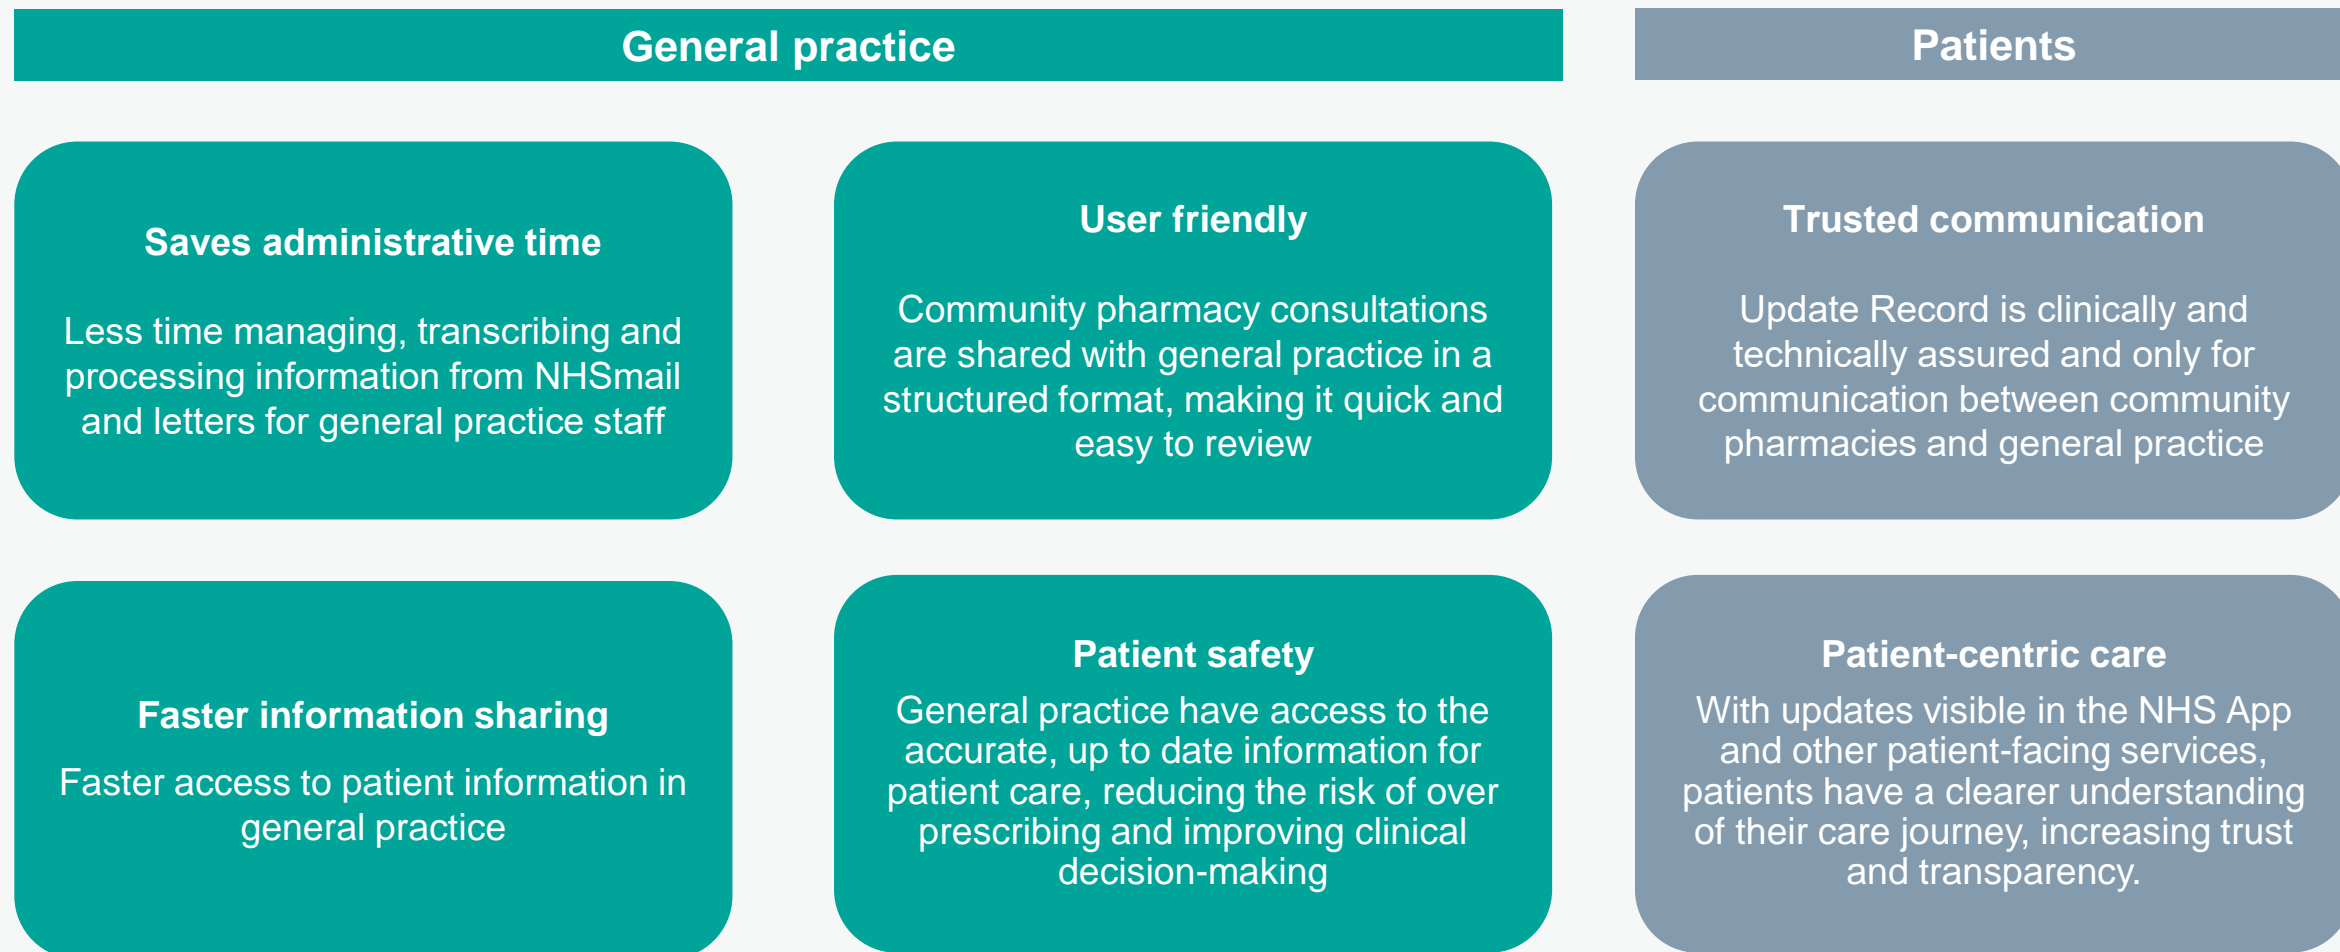 General practice
Patients
Saves administrative time
Less time managing, transcribing and
processing information from NHSmail
and letters for general practice staff
User friendly
Community pharmacy consultations
are shared with general practice in a
structured format, making it quick and
easy to review
Trusted communication
Update Record is clinically and
technically assured and only for
communication between community
pharmacies and general practice
Faster information sharing
Faster access to patient information in
general practice
Patient safety
General practice have access to the
accurate, up to date information for
patient care, reducing the risk of over
prescribing and improving clinical
decision-making
Patient-centric care
With updates visible in the NHS App
and other patient-facing services,
patients have a clearer understanding
of their care journey, increasing trust
and transparency.